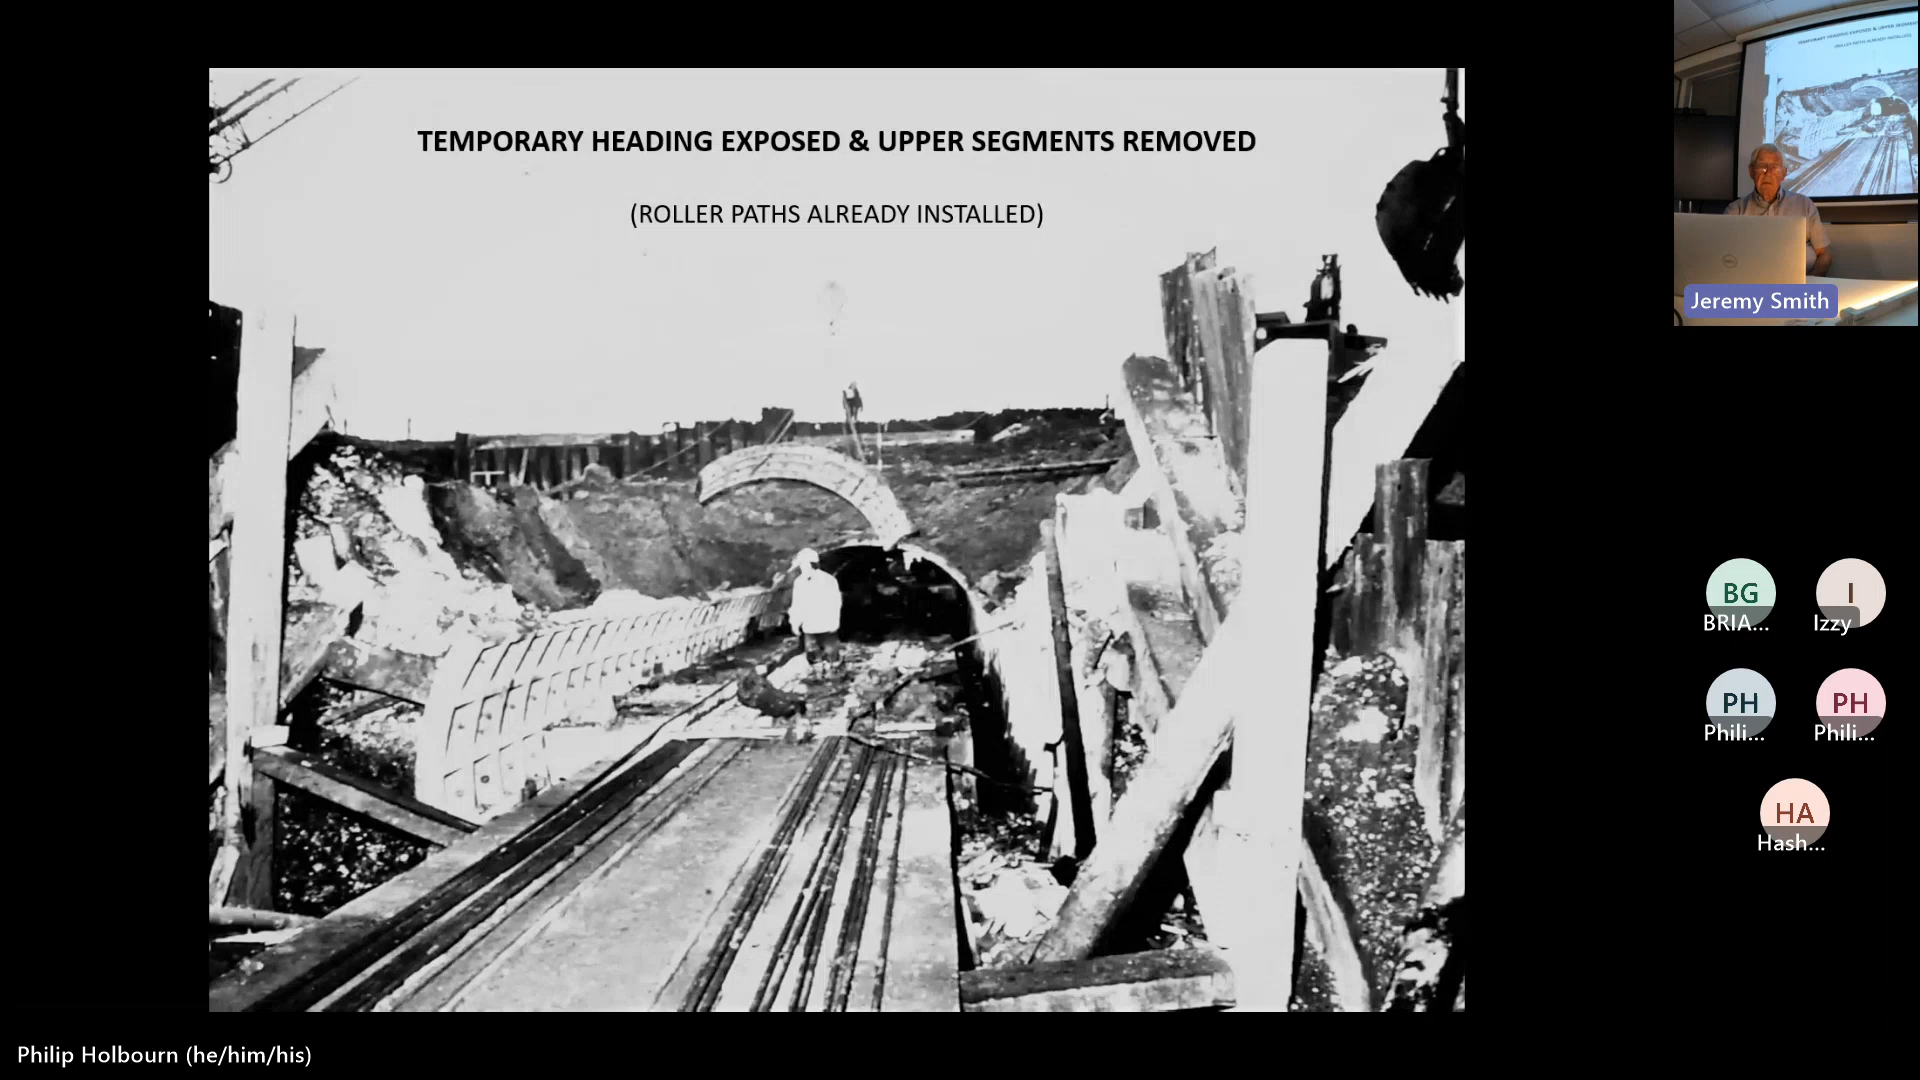 TEMPORARY HEADING EXPOSED & UPPER SEGMENTS REMOVED
(ROLLER PATHS ALREADY INSTALLED)
Jeremy Smith
BG
BRIA...
I
Izzy
PH
Phili...
PH
Phili...
HA
Hash...
Philip Holbourn (he/him/his)